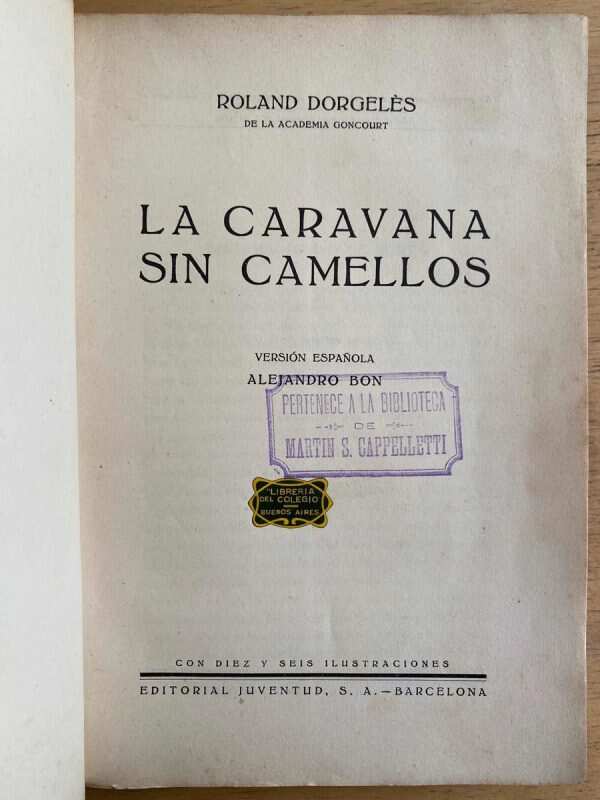 ROLAND DORGELÈS
DE LA ACADEMIA GONCOURT
LA CARAVANA
SIN CAMELLOS
VERSIÓN ESPAÑOLA
ALEJANDRO BON
PERTENECE A LA BIBLIOTECA
DE
MARTIN S. CAPPELLETTI
"LIBRERIA
DEL COLEGIO"
BUENOS AIRES
CON DIEZ Y SEIS ILUSTRACIONES
EDITORIAL JUVENTUD, S. A.—BARCELONA